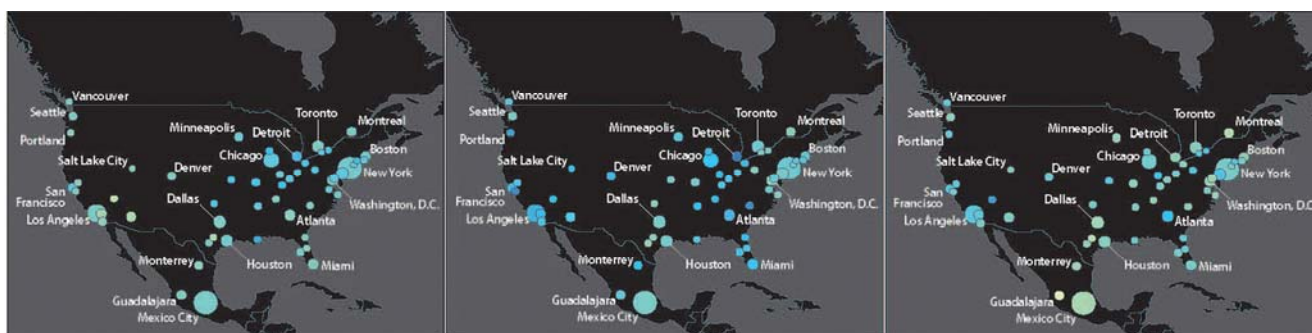 Vancouver
Seattle
Portland
Minneapolis
Detroit
Toronto
Montreal
Boston
Chicago
New York
Salt Lake City
Denver
San
Francisco
Los Angeles
Dallas
Washington, D.C.
Atlanta
Houston
Monterrey
Miami
Guadalajara
Mexico City
Vancouver
Seattle
Portland
Minneapolis
Detroit
Toronto
Montreal
Boston
Chicago
New York
Salt Lake City
Denver
San
Francisco
Los Angeles
Dallas
Washington, D.C.
Atlanta
Houston
Monterrey
Miami
Guadalajara
Mexico City
Vancouver
Seattle
Portland
Minneapolis
Detroit
Toronto
Montreal
Boston
Chicago
New York
Salt Lake City
Denver
San
Francisco
Los Angeles
Dallas
Washington, D.C.
Atlanta
Houston
Monterrey
Miami
Guadalajara
Mexico City